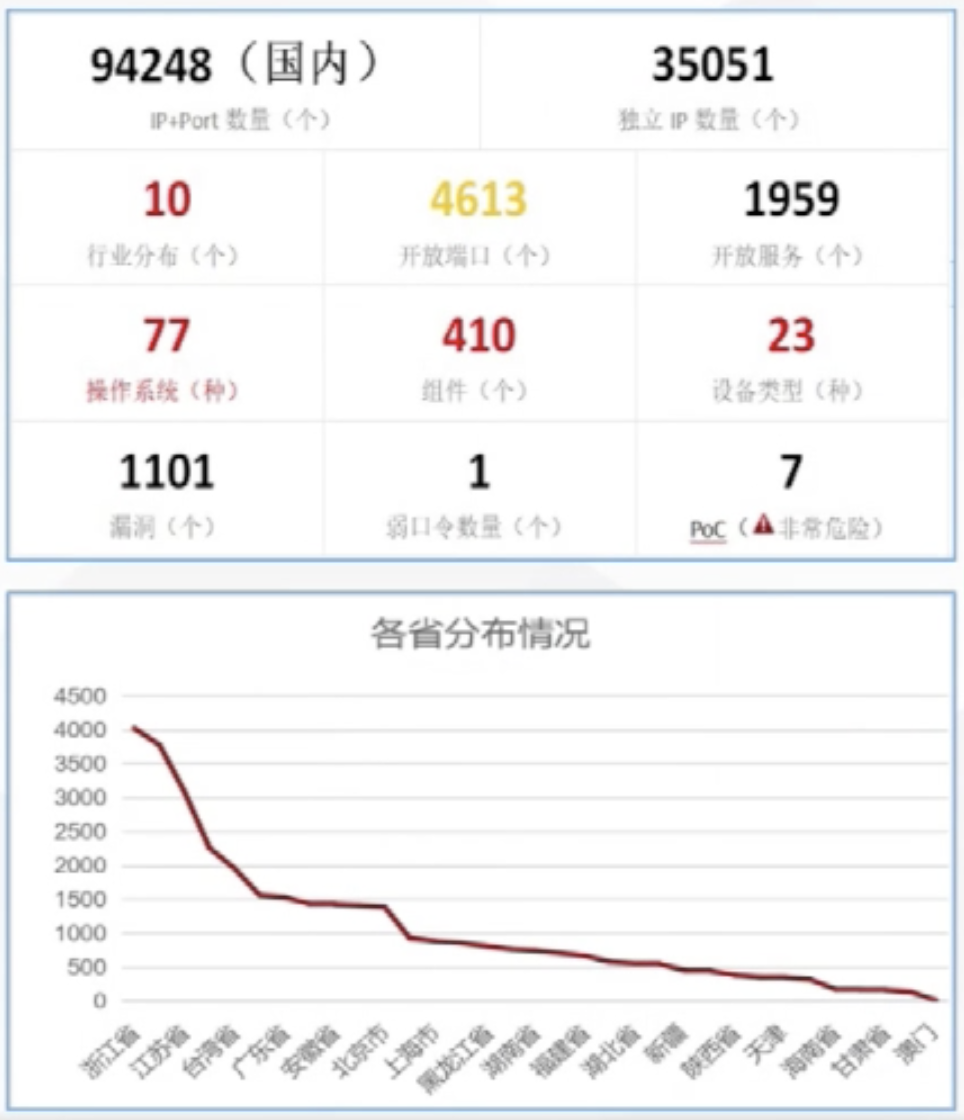 94248（国内）
IP+Port 数量（个）
35051
独立 IP 数量（个）
10
行业分布（个）
4613
开放端口（个）
1959
开放服务（个）
77
操作系统（种）
410
组件（个）
23
设备类型（种）
1101
漏洞（个）
1
弱口令数量（个）
7
PoC（⚠非常危险）
各省分布情况
4500
4000
3500
3000
2500
2000
1500
1000
500
0
浙江省
江苏省
台湾省
广东省
安徽省
北京市
上海市
黑龙江省
湖南省
福建省
湖北省
新疆
陕西省
天津
海南省
甘肃省
澳门